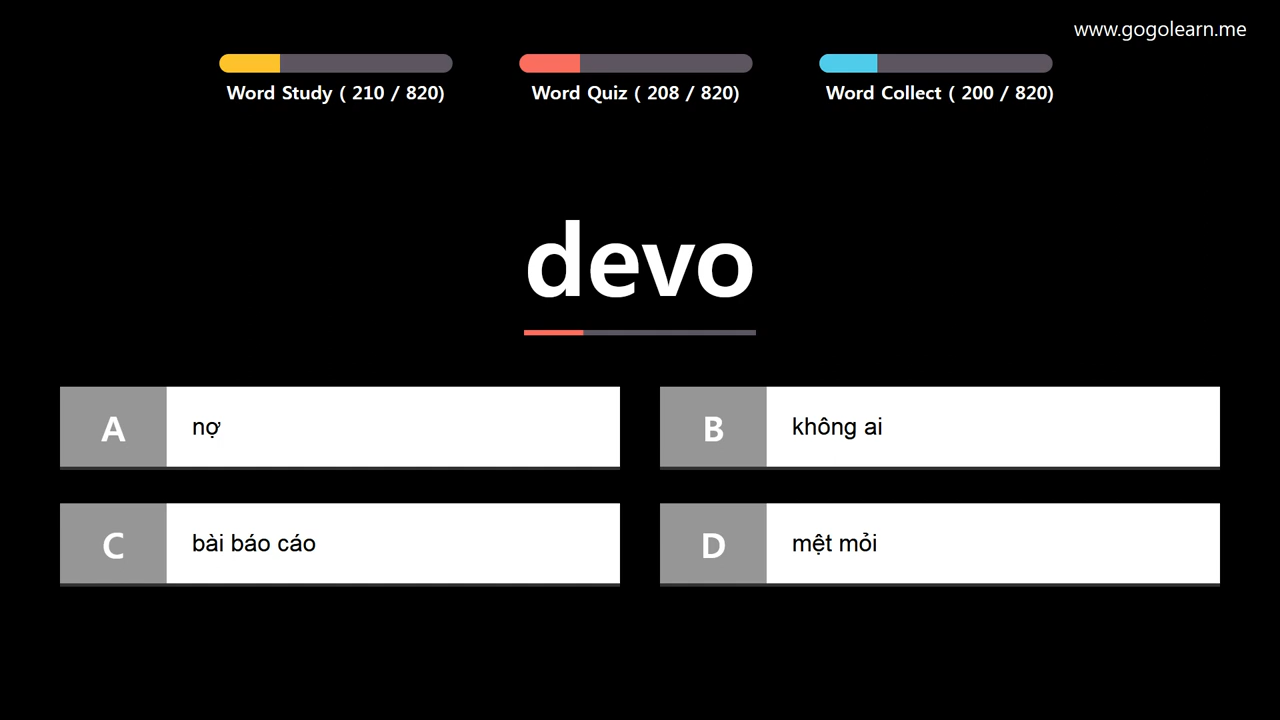 www.gogolearn.me
Word Study ( 210 / 820)
Word Quiz ( 208 / 820)
Word Collect ( 200 / 820)
devo
A
nợ
B
không ai
C
bài báo cáo
D
mệt mỏi